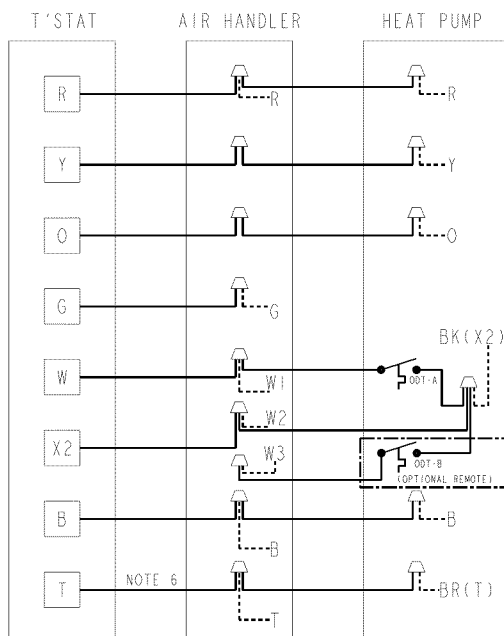 T'STAT AIR HANDLER HEAT PUMP
R R R
Y Y
O O
G G
BK(X2)
W W1 ODT-A
X2 W2
W3 ODT-B
(OPTIONAL REMOTE)
B B B
T NOTE 6 T BR(T)